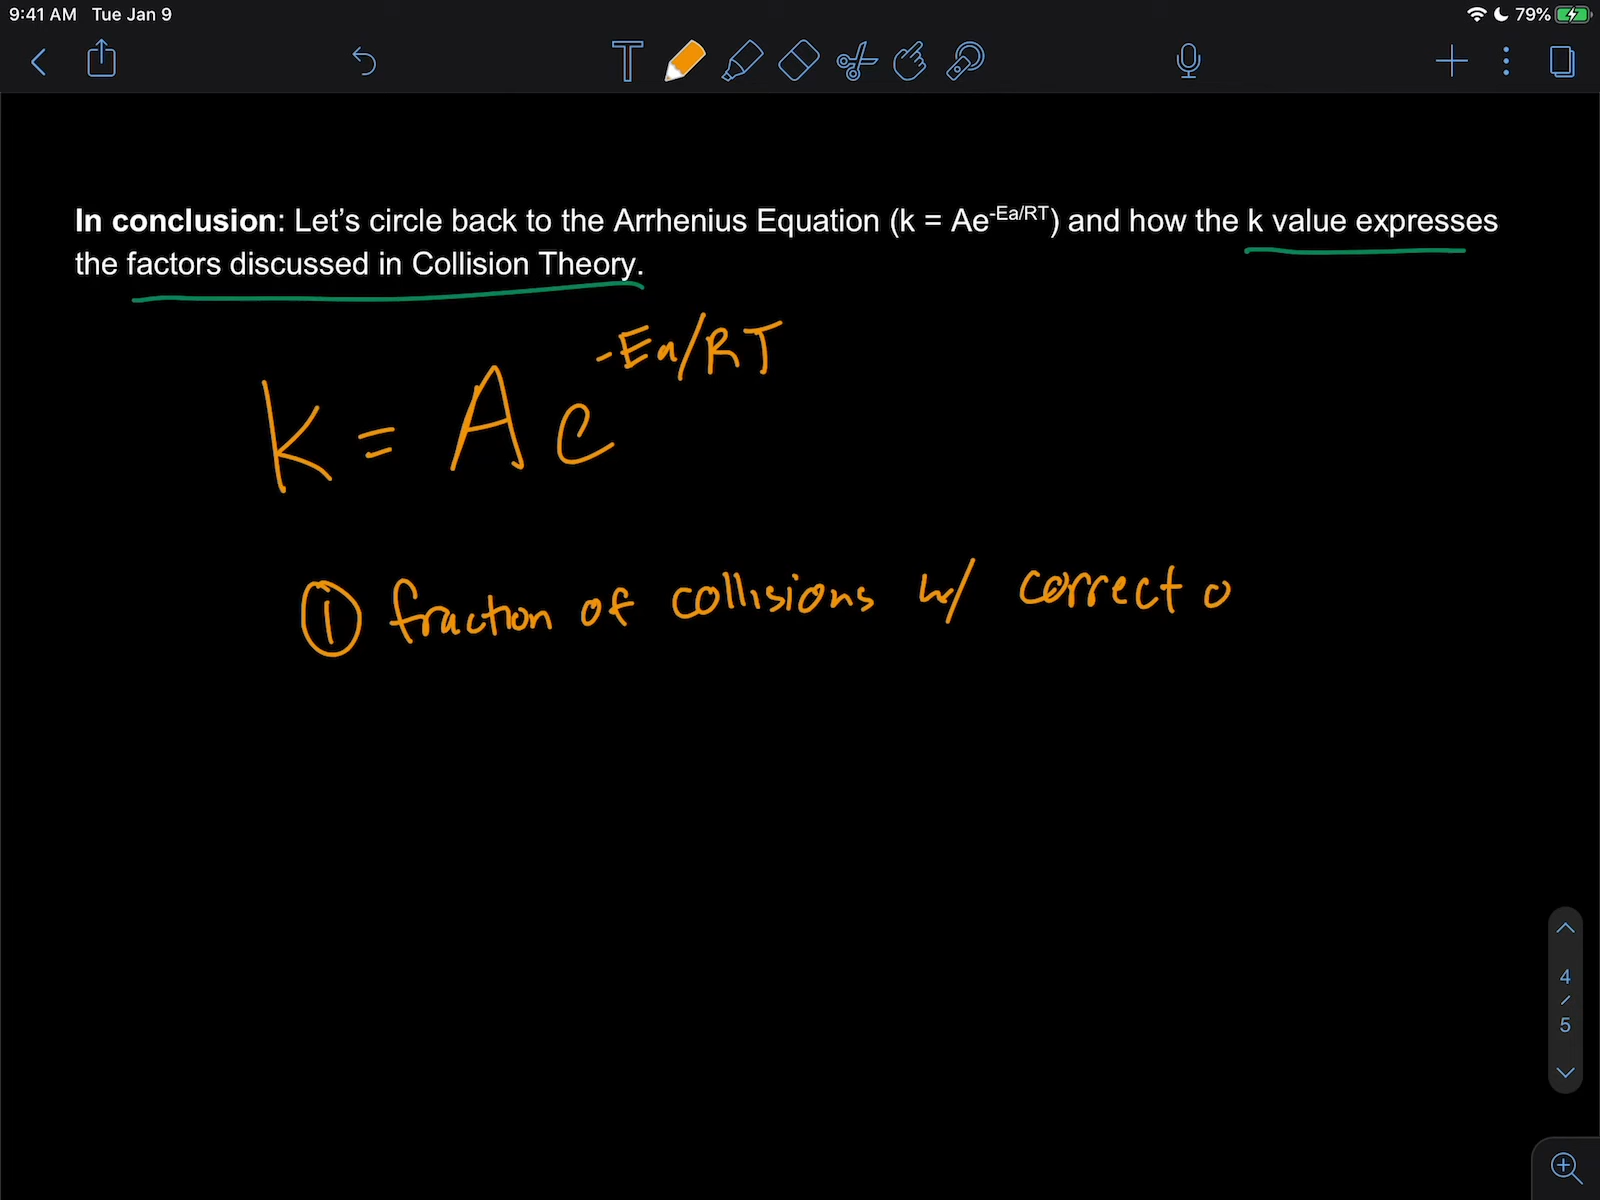 9:41 AM Tue Jan 9 79%
In conclusion: Let’s circle back to the Arrhenius Equation (k = Ae-Ea/RT) and how the k value expresses
the factors discussed in Collision Theory.
k = A e -Ea/RT
① fraction of collisions w/ correct o
4
/
5